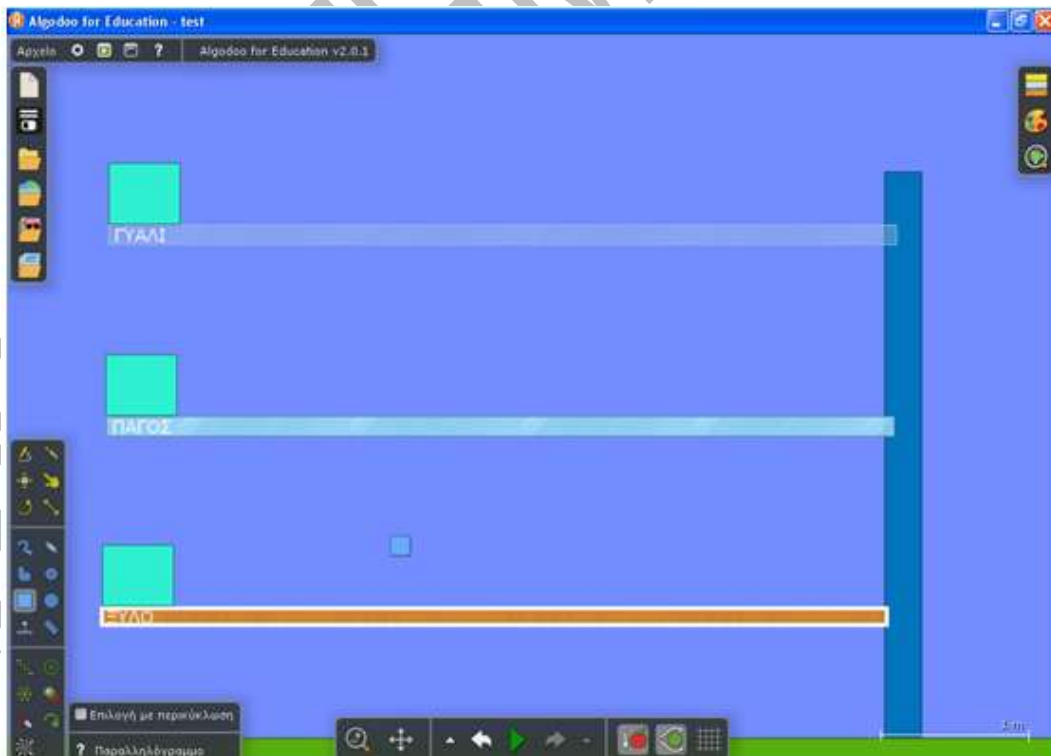 Algodoo for Education - test
Αρχείο ? Algodoo for Education v2.0.1
ΓΥΑΛΙ
ΠΑΓΟΣ
ΞΥΛΟ
Επιλογή με περικύκλωση
? Παραλληλόγραμμο